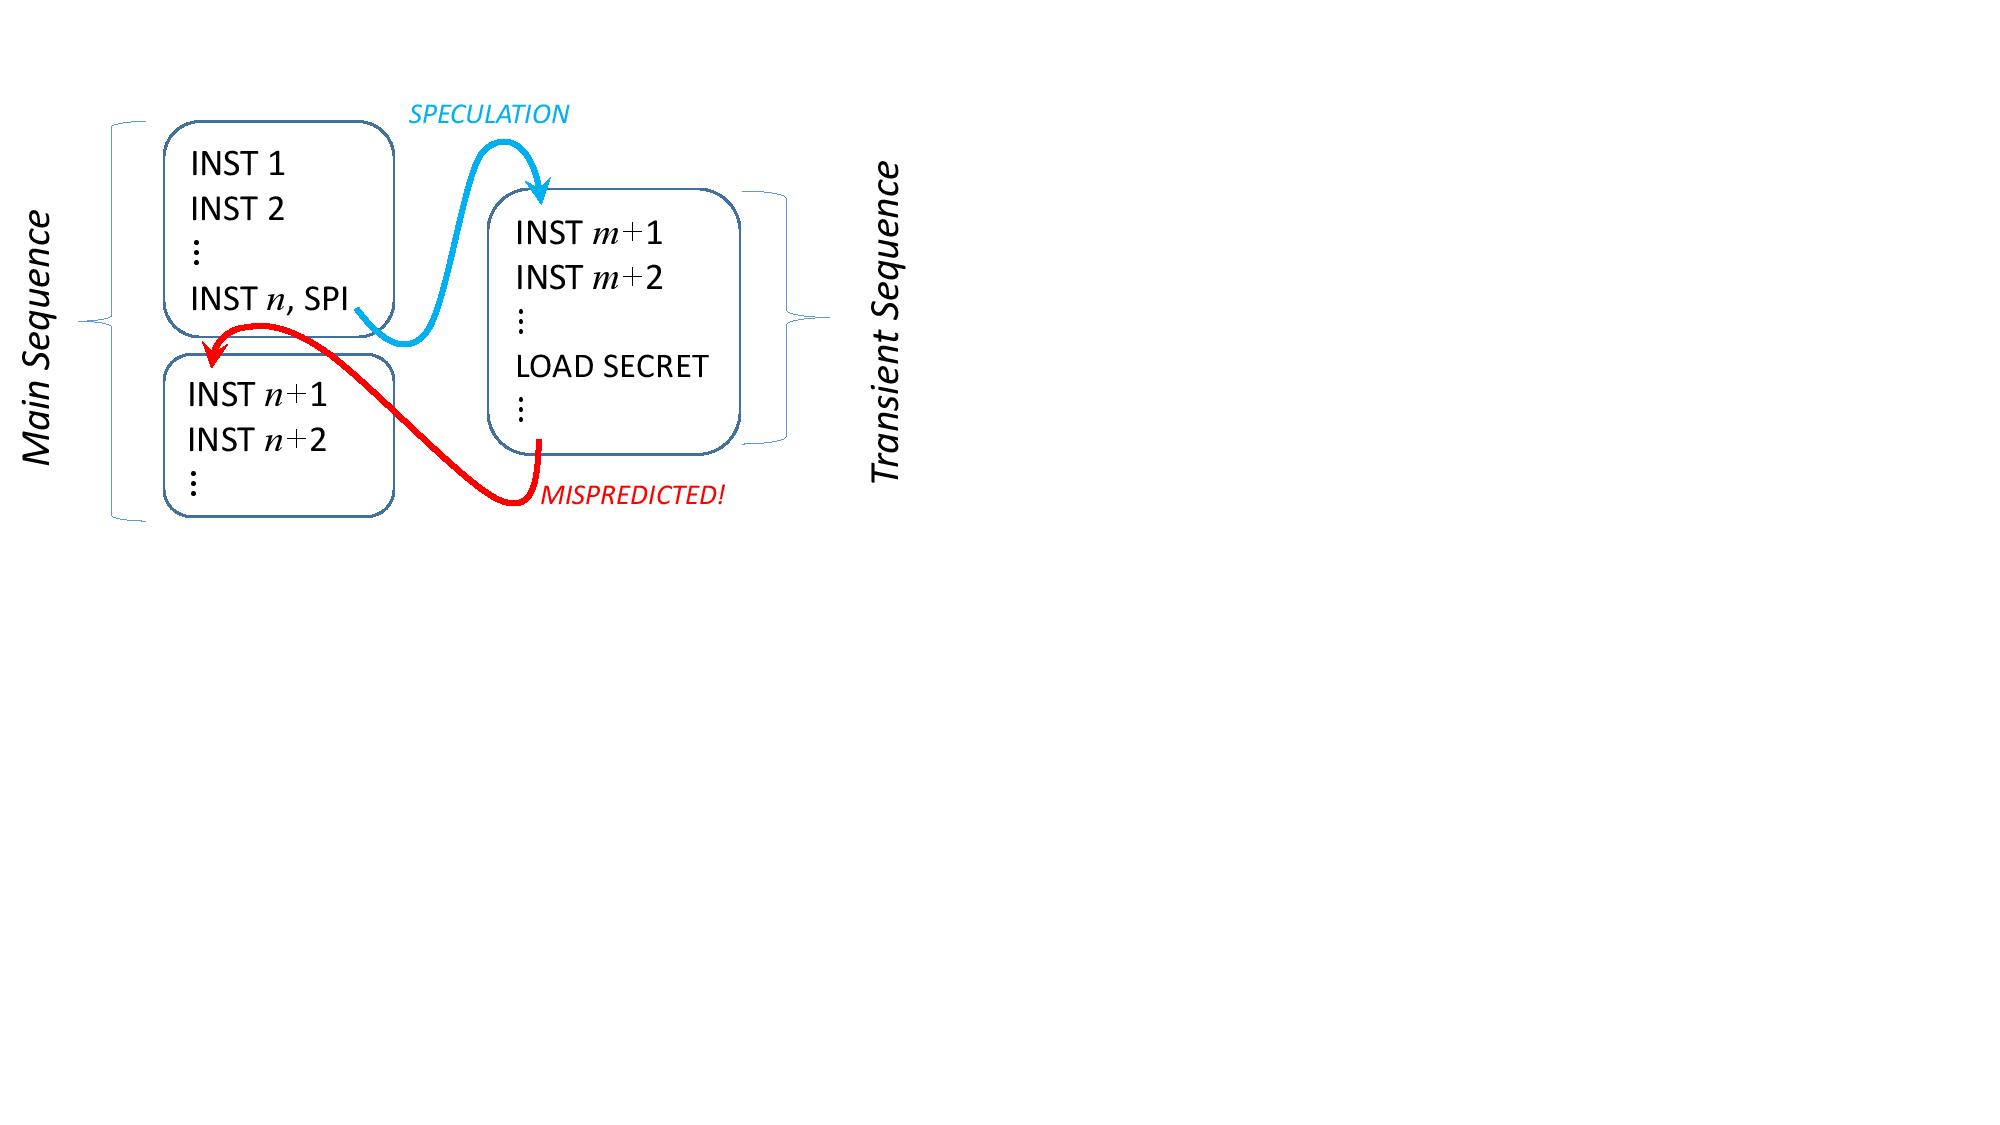 Main Sequence
SPECULATION
INST 1
INST 2
⋮
INST n, SPI
INST n+1
INST n+2
⋮
INST m+1
INST m+2
⋮
LOAD SECRET
⋮
MISPREDICTED!
Transient Sequence